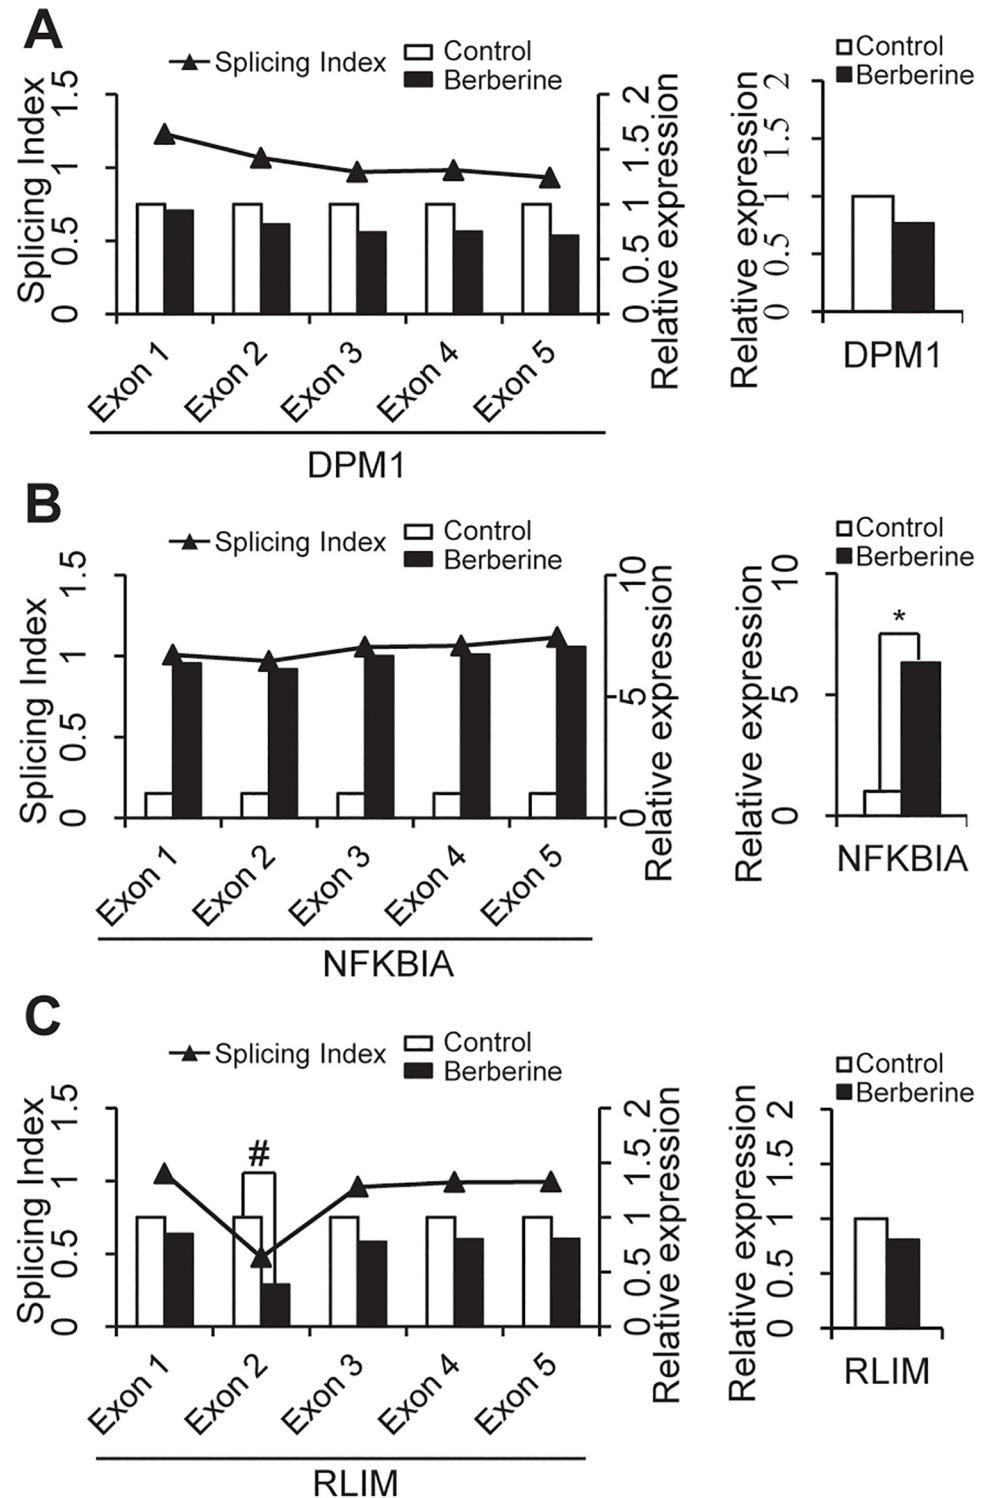 A
Splicing Index
Control
Berberine
Splicing Index
0
0.5
1
1.5
Relative expression
0
0.5
1
1.5
2
Exon 1
Exon 2
Exon 3
Exon 4
Exon 5
DPM1
Control
Berberine
Relative expression
0
0.5
1
1.5
2
DPM1
B
Splicing Index
Control
Berberine
Splicing Index
0
0.5
1
1.5
Relative expression
0
5
10
Exon 1
Exon 2
Exon 3
Exon 4
Exon 5
NFKBIA
Control
Berberine
Relative expression
0
5
10
*
NFKBIA
C
Splicing Index
Control
Berberine
Splicing Index
0
0.5
1
1.5
#
Relative expression
0
0.5
1
1.5
2
Exon 1
Exon 2
Exon 3
Exon 4
Exon 5
RLIM
Control
Berberine
Relative expression
0
0.5
1
1.5
2
RLIM